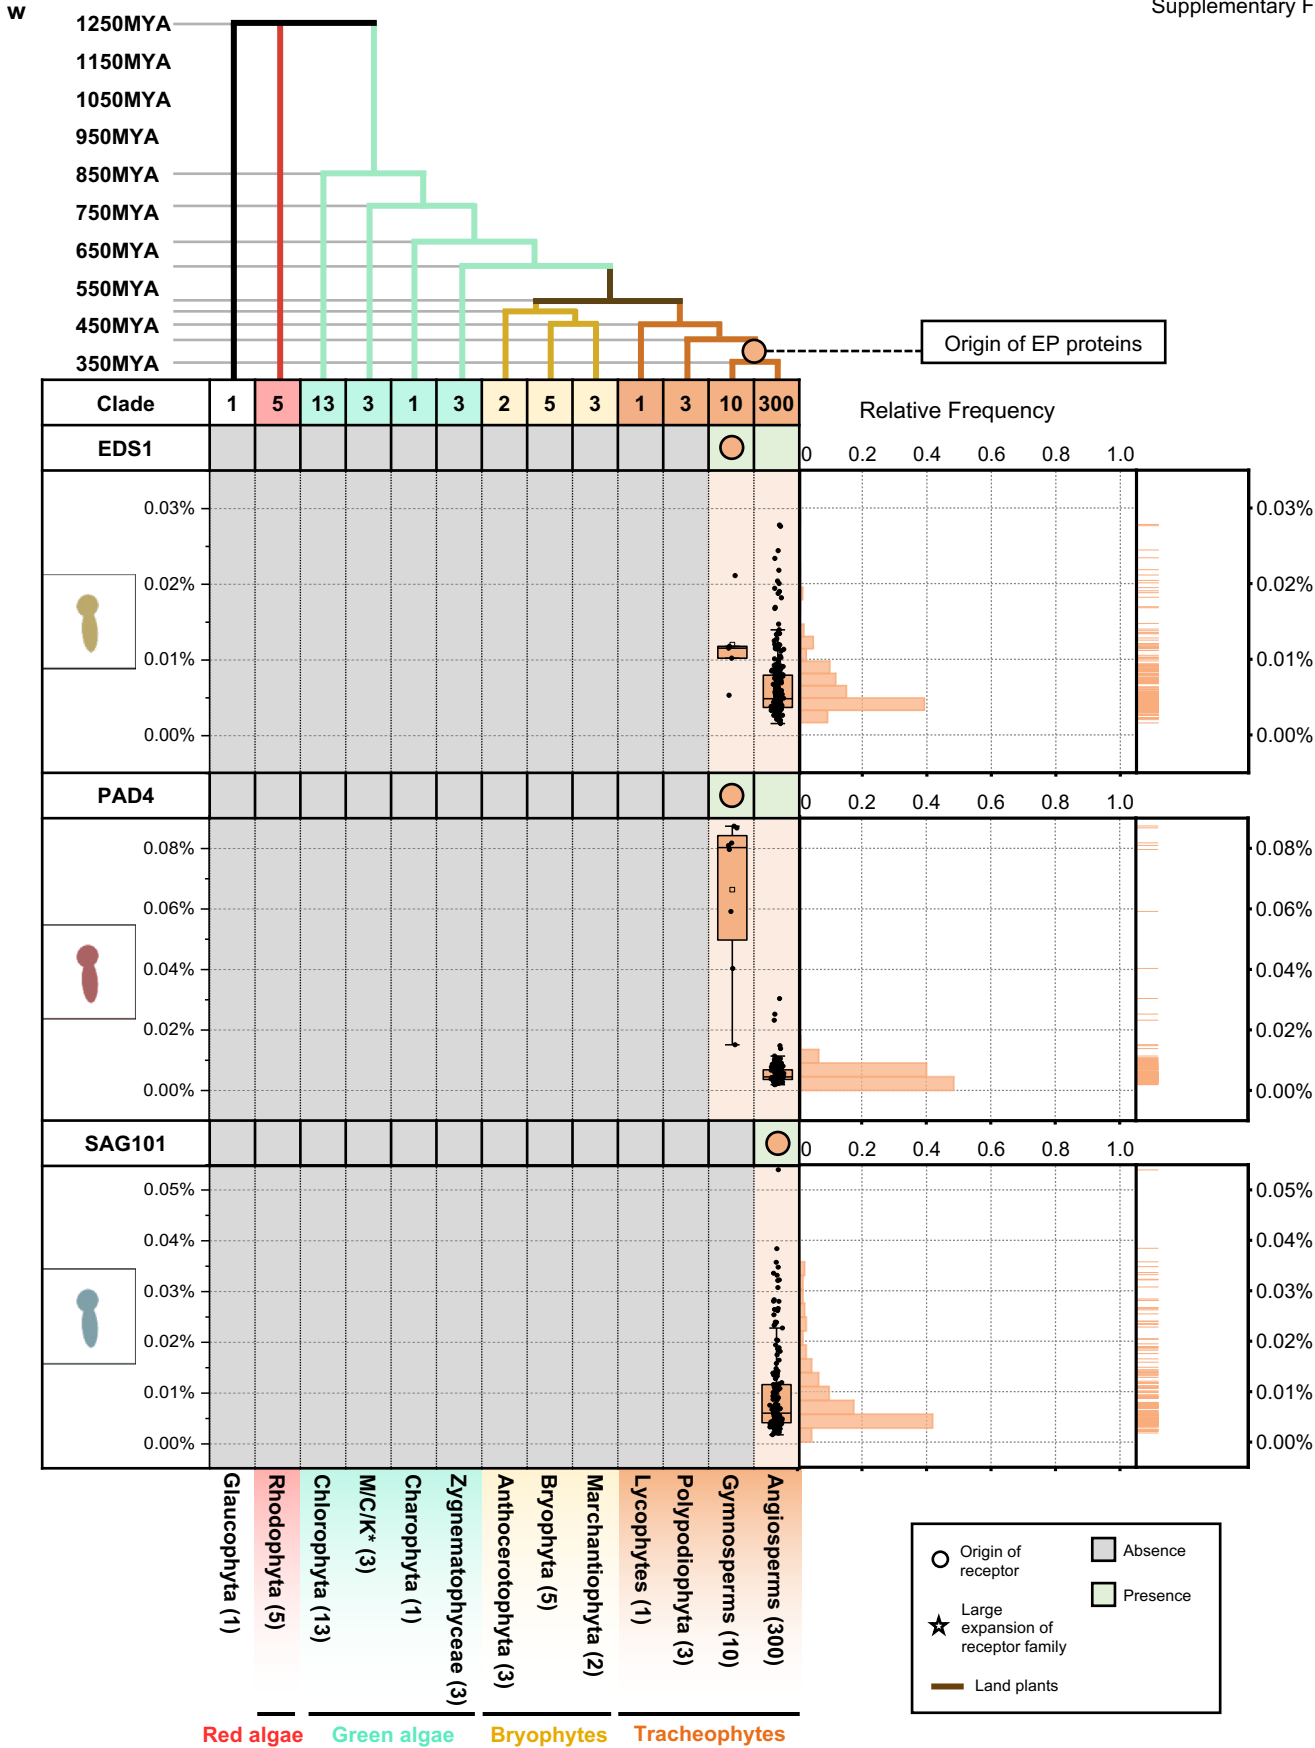 w
Supplementary F
1250MYA
1150MYA
1050MYA
950MYA
850MYA
750MYA
650MYA
550MYA
450MYA
350MYA
Origin of EP proteins
Clade 1 5 13 3 1 3 2 5 3 1 3 10 300
Relative Frequency
EDS1
0 0.2 0.4 0.6 0.8 1.0
0.03% 0.03%
0.02% 0.02%
0.01% 0.01%
0.00% 0.00%
PAD4
0 0.2 0.4 0.6 0.8 1.0
0.08% 0.08%
0.06% 0.06%
0.04% 0.04%
0.02% 0.02%
0.00% 0.00%
SAG101
0 0.2 0.4 0.6 0.8 1.0
0.05% 0.05%
0.04% 0.04%
0.03% 0.03%
0.02% 0.02%
0.01% 0.01%
0.00% 0.00%
Glaucophyta (1)
Rhodophyta (5)
Chlorophyta (13)
M/C/K* (3)
Charophyta (1)
Zygnematophyceae (3)
Anthocerotophyta (3)
Bryophyta (5)
Marchantiophyta (2)
Lycophytes (1)
Polypodiophyta (3)
Gymnosperms (10)
Angiosperms (300)
Red algae
Green algae
Bryophytes
Tracheophytes
Origin of
receptor
Large
expansion of
receptor family
Land plants
Absence
Presence